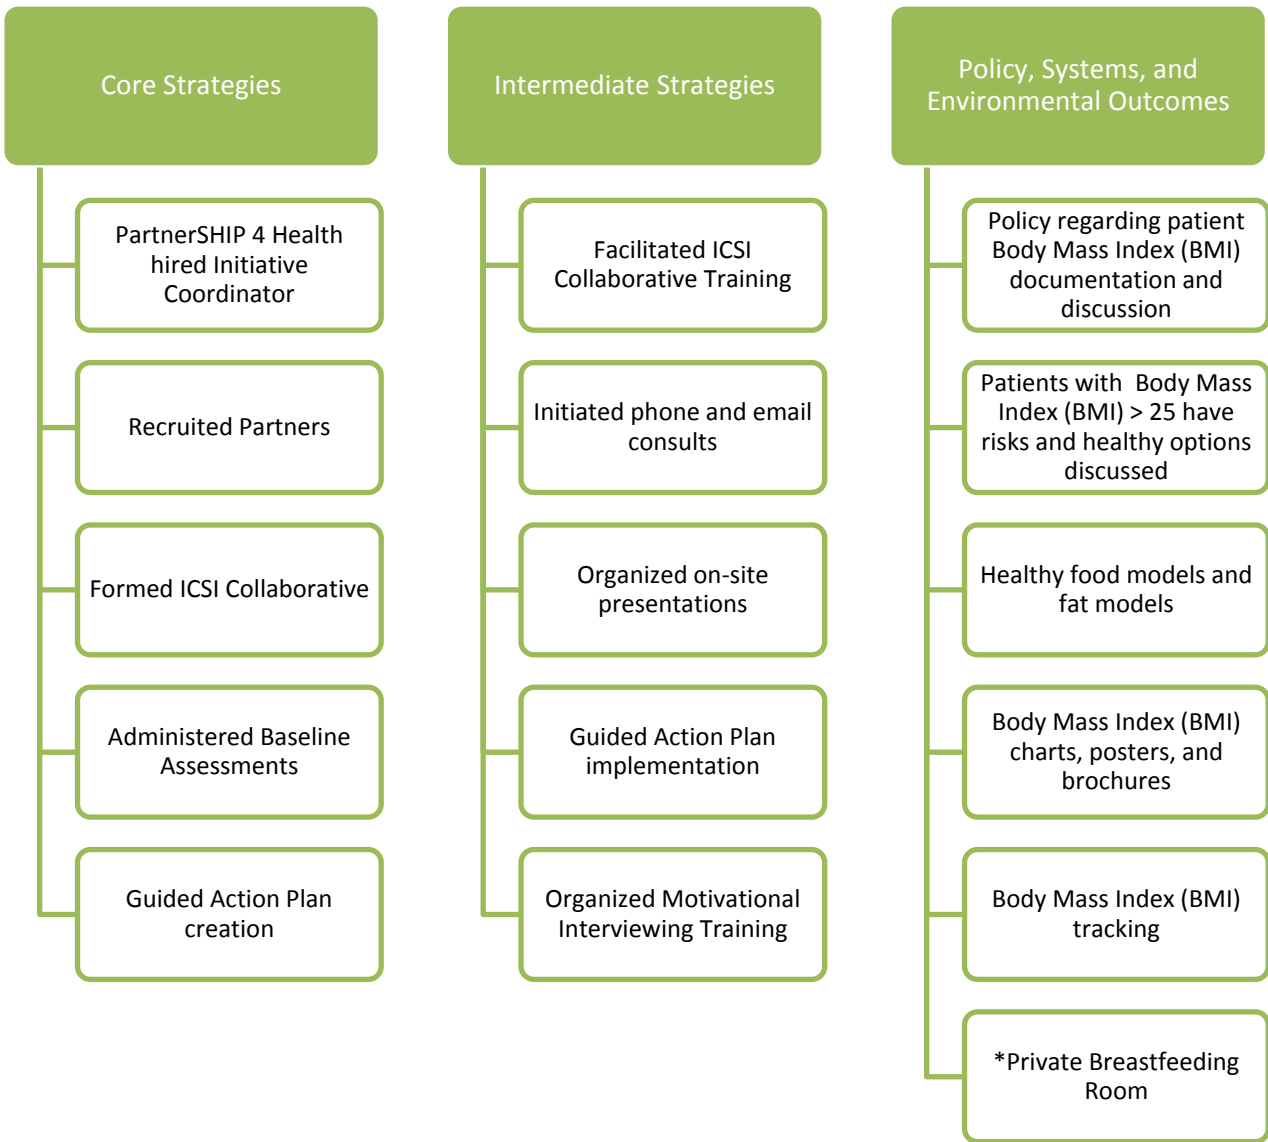 Core Strategies
PartnerSHIP 4 Health
hired Initiative
Coordinator
Recruited Partners
Formed ICSI Collaborative
Administered Baseline
Assessments
Guided Action Plan
creation
Intermediate Strategies
Facilitated ICSI
Collaborative Training
Initiated phone and email
consults
Organized on-site
presentations
Guided Action Plan
implementation
Organized Motivational
Interviewing Training
Policy, Systems, and
Environmental Outcomes
Policy regarding patient
Body Mass Index (BMI)
documentation and
discussion
Patients with Body Mass
Index (BMI) > 25 have
risks and healthy options
discussed
Healthy food models and
fat models
Body Mass Index (BMI)
charts, posters, and
brochures
Body Mass Index (BMI)
tracking
*Private Breastfeeding
Room